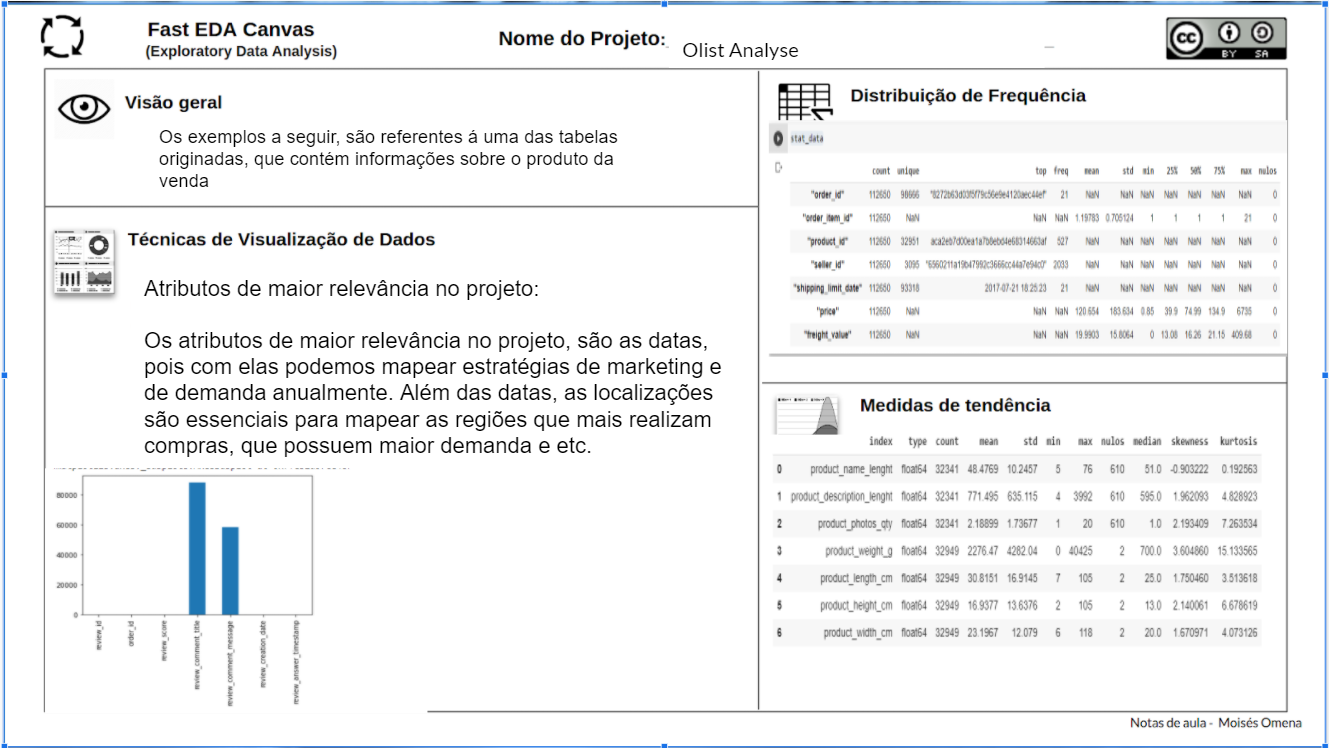 Fast EDA Canvas
(Exploratory Data Analysis)
Nome do Projeto:
Olist Analyse
cc
BY SA
Visão geral
Os exemplos a seguir, são referentes á uma das tabelas
originadas, que contém informações sobre o produto da
venda
Técnicas de Visualização de Dados
Atributos de maior relevância no projeto:
Os atributos de maior relevância no projeto, são as datas,
pois com elas podemos mapear estratégias de marketing e
de demanda anualmente. Além das datas, as localizações
são essenciais para mapear as regiões que mais realizam
compras, que possuem maior demanda e etc.
80000
60000
40000
20000
0
review_id
order_id
review_score
review_comment_title
review_comment_message
review_creation_date
review_answer_timestamp
Distribuição de Frequência
stat_data
count unique top freq mean std min 25% 50% 75% max nulos
"order_id" 112650 98666 "8272b63d03f5f79c56e9e4120aec44ef" 21 NaN NaN NaN NaN NaN NaN NaN 0
"order_item_id" 112650 NaN NaN NaN 1.19783 0.705124 1 1 1 1 21 0
"product_id" 112650 32951 aca2eb7d00ea1a7b8ebd4e68314663af 527 NaN NaN NaN NaN NaN NaN NaN 0
"seller_id" 112650 3095 "6560211a19b47992c3666cc44a7e94c0" 2033 NaN NaN NaN NaN NaN NaN NaN 0
"shipping_limit_date" 112650 93318 2017-07-21 18:25:23 21 NaN NaN NaN NaN NaN NaN NaN 0
"price" 112650 NaN NaN NaN 120.654 183.634 0.85 39.9 74.99 134.9 6735 0
"freight_value" 112650 NaN NaN NaN 19.9903 15.8064 0 13.08 16.26 21.15 409.68 0
Medidas de tendência
index type count mean std min max nulos median skewness kurtosis
0 product_name_lenght float64 32341 48.4769 10.2457 5 76 610 51.0 -0.903222 0.192563
1 product_description_lenght float64 32341 771.495 635.115 4 3992 610 595.0 1.962093 4.828923
2 product_photos_qty float64 32341 2.18899 1.73677 1 20 610 1.0 2.193409 7.263534
3 product_weight_g float64 32949 2276.47 4282.04 0 40425 2 700.0 3.604860 15.133565
4 product_length_cm float64 32949 30.8151 16.9145 7 105 2 25.0 1.750460 3.513618
5 product_height_cm float64 32949 16.9377 13.6376 2 105 2 13.0 2.140061 6.678619
6 product_width_cm float64 32949 23.1967 12.079 6 118 2 20.0 1.670971 4.073126
Notas de aula - Moisés Omena